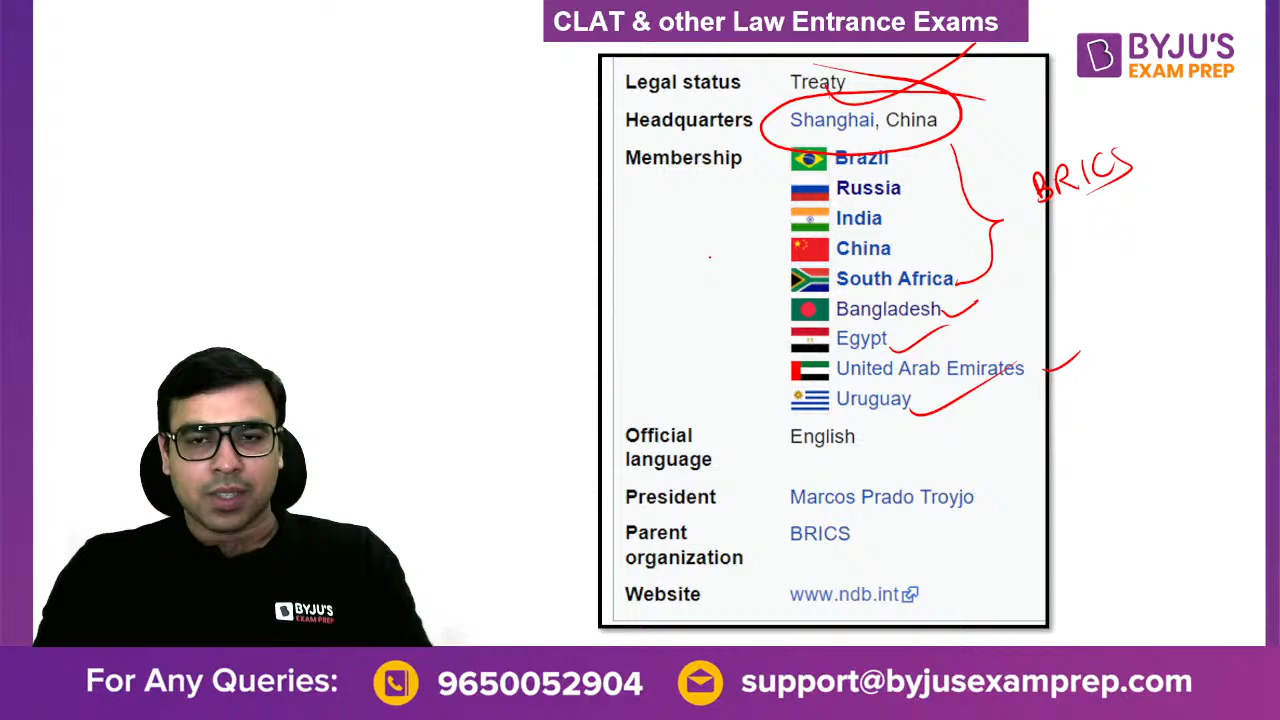 CLAT & other Law Entrance Exams
BYJU'S
EXAM PREP
Legal status Treaty
Headquarters Shanghai, China
Membership Brazil
Russia
India
China
South Africa
Bangladesh
Egypt
United Arab Emirates
Uruguay
BRICS
Official
language English
President Marcos Prado Troyjo
Parent
organization BRICS
Website www.ndb.int
BYJU'S
EXAM PREP
For Any Queries: 9650052904 support@byjusexamprep.com